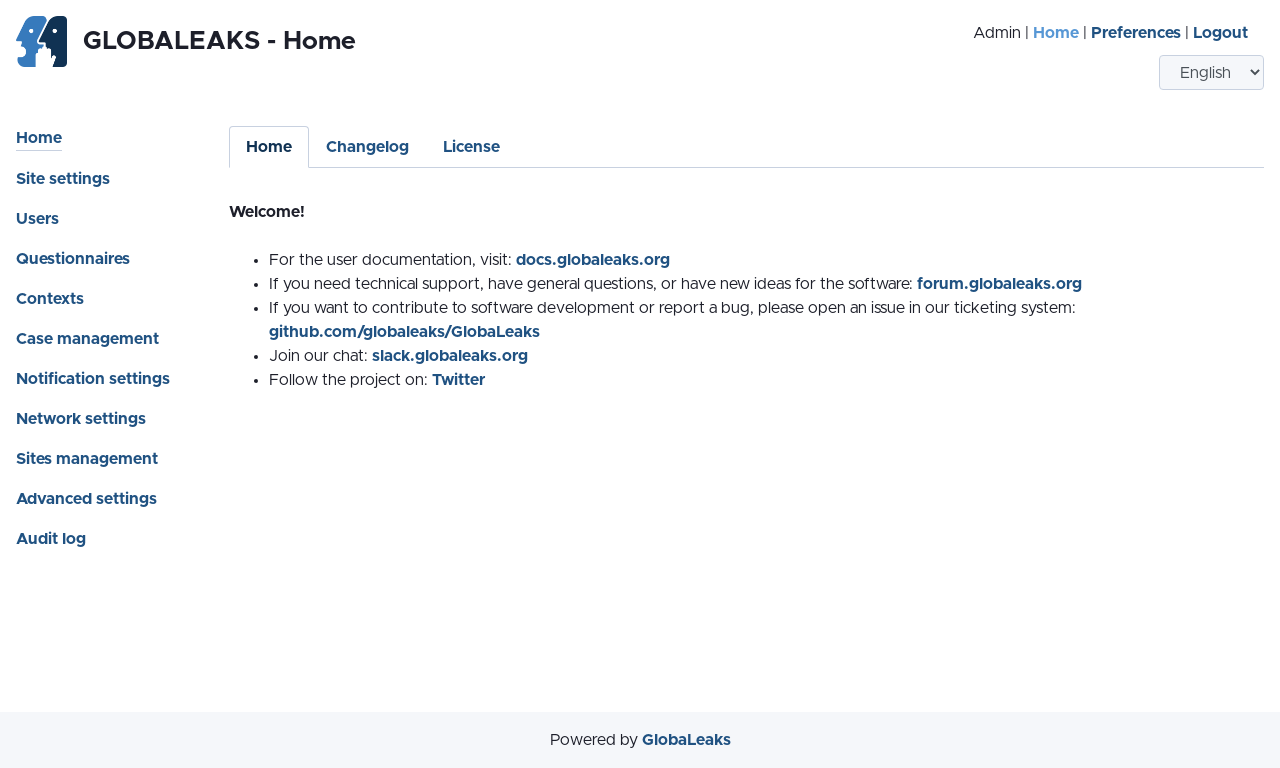 GLOBALEAKS - Home
Admin | Home | Preferences | Logout
English
Home
Site settings
Users
Questionnaires
Contexts
Case management
Notification settings
Network settings
Sites management
Advanced settings
Audit log
Home Changelog License
Welcome!
• For the user documentation, visit: docs.globaleaks.org
• If you need technical support, have general questions, or have new ideas for the software: forum.globaleaks.org
• If you want to contribute to software development or report a bug, please open an issue in our ticketing system:
github.com/globaleaks/GlobaLeaks
• Join our chat: slack.globaleaks.org
• Follow the project on: Twitter
Powered by GlobaLeaks